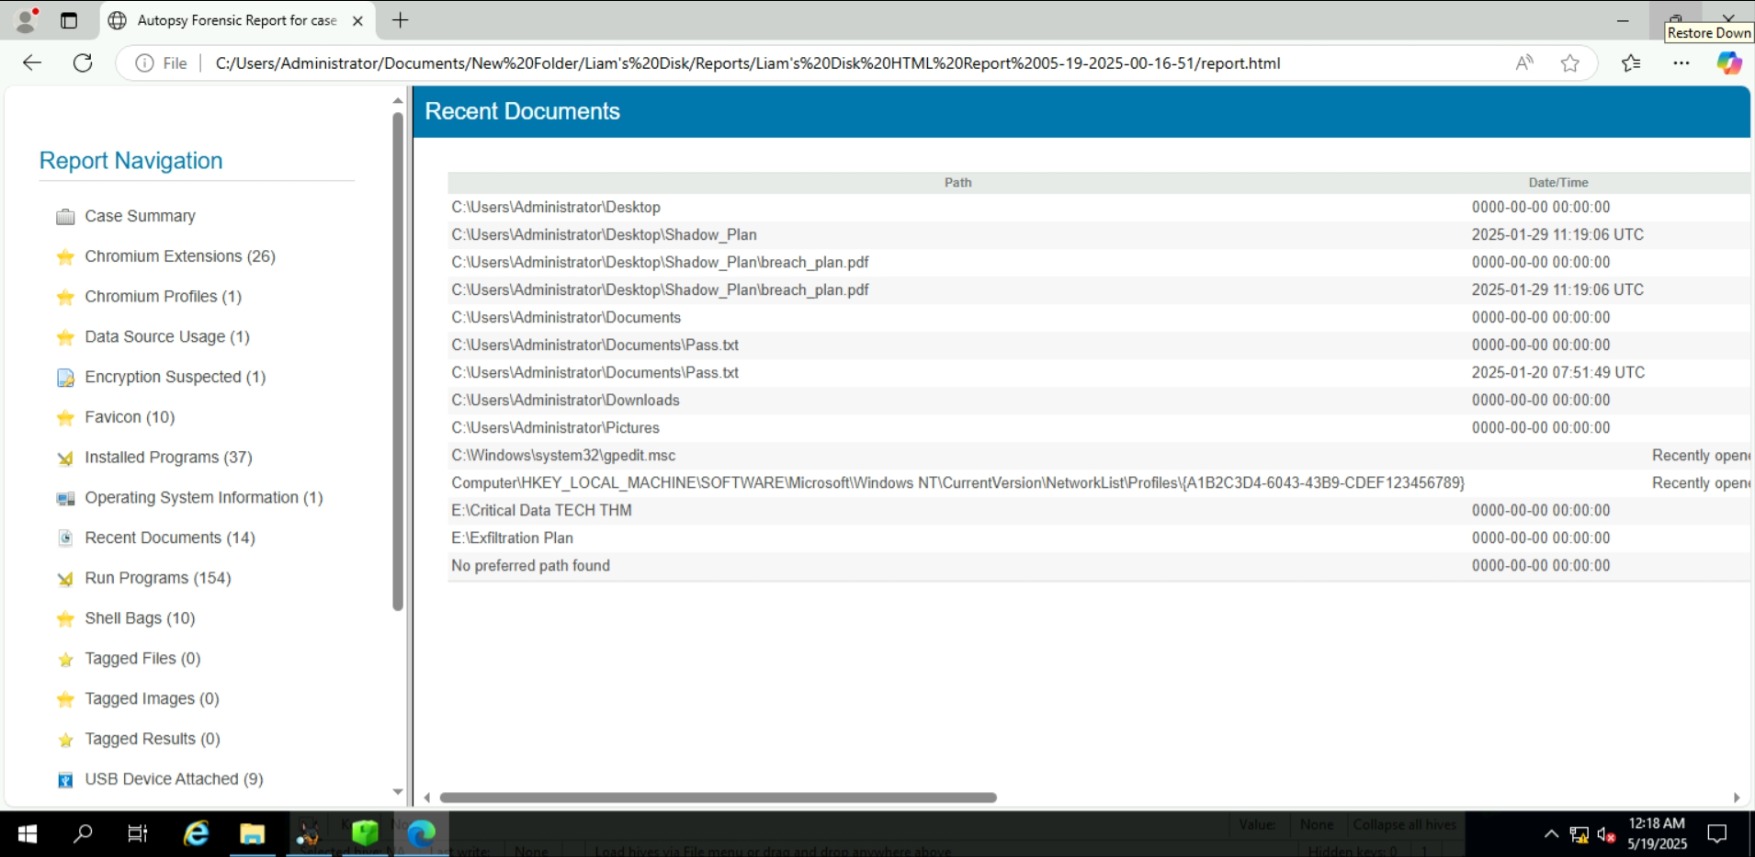 Autopsy Forensic Report for case
Restore Down
File
C:/Users/Administrator/Documents/New%20Folder/Liam's%20Disk/Reports/Liam's%20Disk%20HTML%20Report%2005-19-2025-00-16-51/report.html
Report Navigation
Case Summary
Chromium Extensions (26)
Chromium Profiles (1)
Data Source Usage (1)
Encryption Suspected (1)
Favicon (10)
Installed Programs (37)
Operating System Information (1)
Recent Documents (14)
Run Programs (154)
Shell Bags (10)
Tagged Files (0)
Tagged Images (0)
Tagged Results (0)
USB Device Attached (9)
Recent Documents
Path Date/Time
C:\Users\Administrator\Desktop 0000-00-00 00:00:00
C:\Users\Administrator\Desktop\Shadow_Plan 2025-01-29 11:19:06 UTC
C:\Users\Administrator\Desktop\Shadow_Plan\breach_plan.pdf 0000-00-00 00:00:00
C:\Users\Administrator\Desktop\Shadow_Plan\breach_plan.pdf 2025-01-29 11:19:06 UTC
C:\Users\Administrator\Documents 0000-00-00 00:00:00
C:\Users\Administrator\Documents\Pass.txt 0000-00-00 00:00:00
C:\Users\Administrator\Documents\Pass.txt 2025-01-20 07:51:49 UTC
C:\Users\Administrator\Downloads 0000-00-00 00:00:00
C:\Users\Administrator\Pictures 0000-00-00 00:00:00
C:\Windows\system32\gpedit.msc Recently opene
Computer\HKEY_LOCAL_MACHINE\SOFTWARE\Microsoft\Windows NT\CurrentVersion\NetworkList\Profiles\{A1B2C3D4-6043-43B9-CDEF123456789} Recently opene
E:\Critical Data TECH THM 0000-00-00 00:00:00
E:\Exfiltration Plan 0000-00-00 00:00:00
No preferred path found 0000-00-00 00:00:00
Value: None Collapse all hives
Selected hive: Last write: None Load hives via File menu or drag and drop anywhere above Hidden keys: 0 1
12:18 AM
5/19/2025